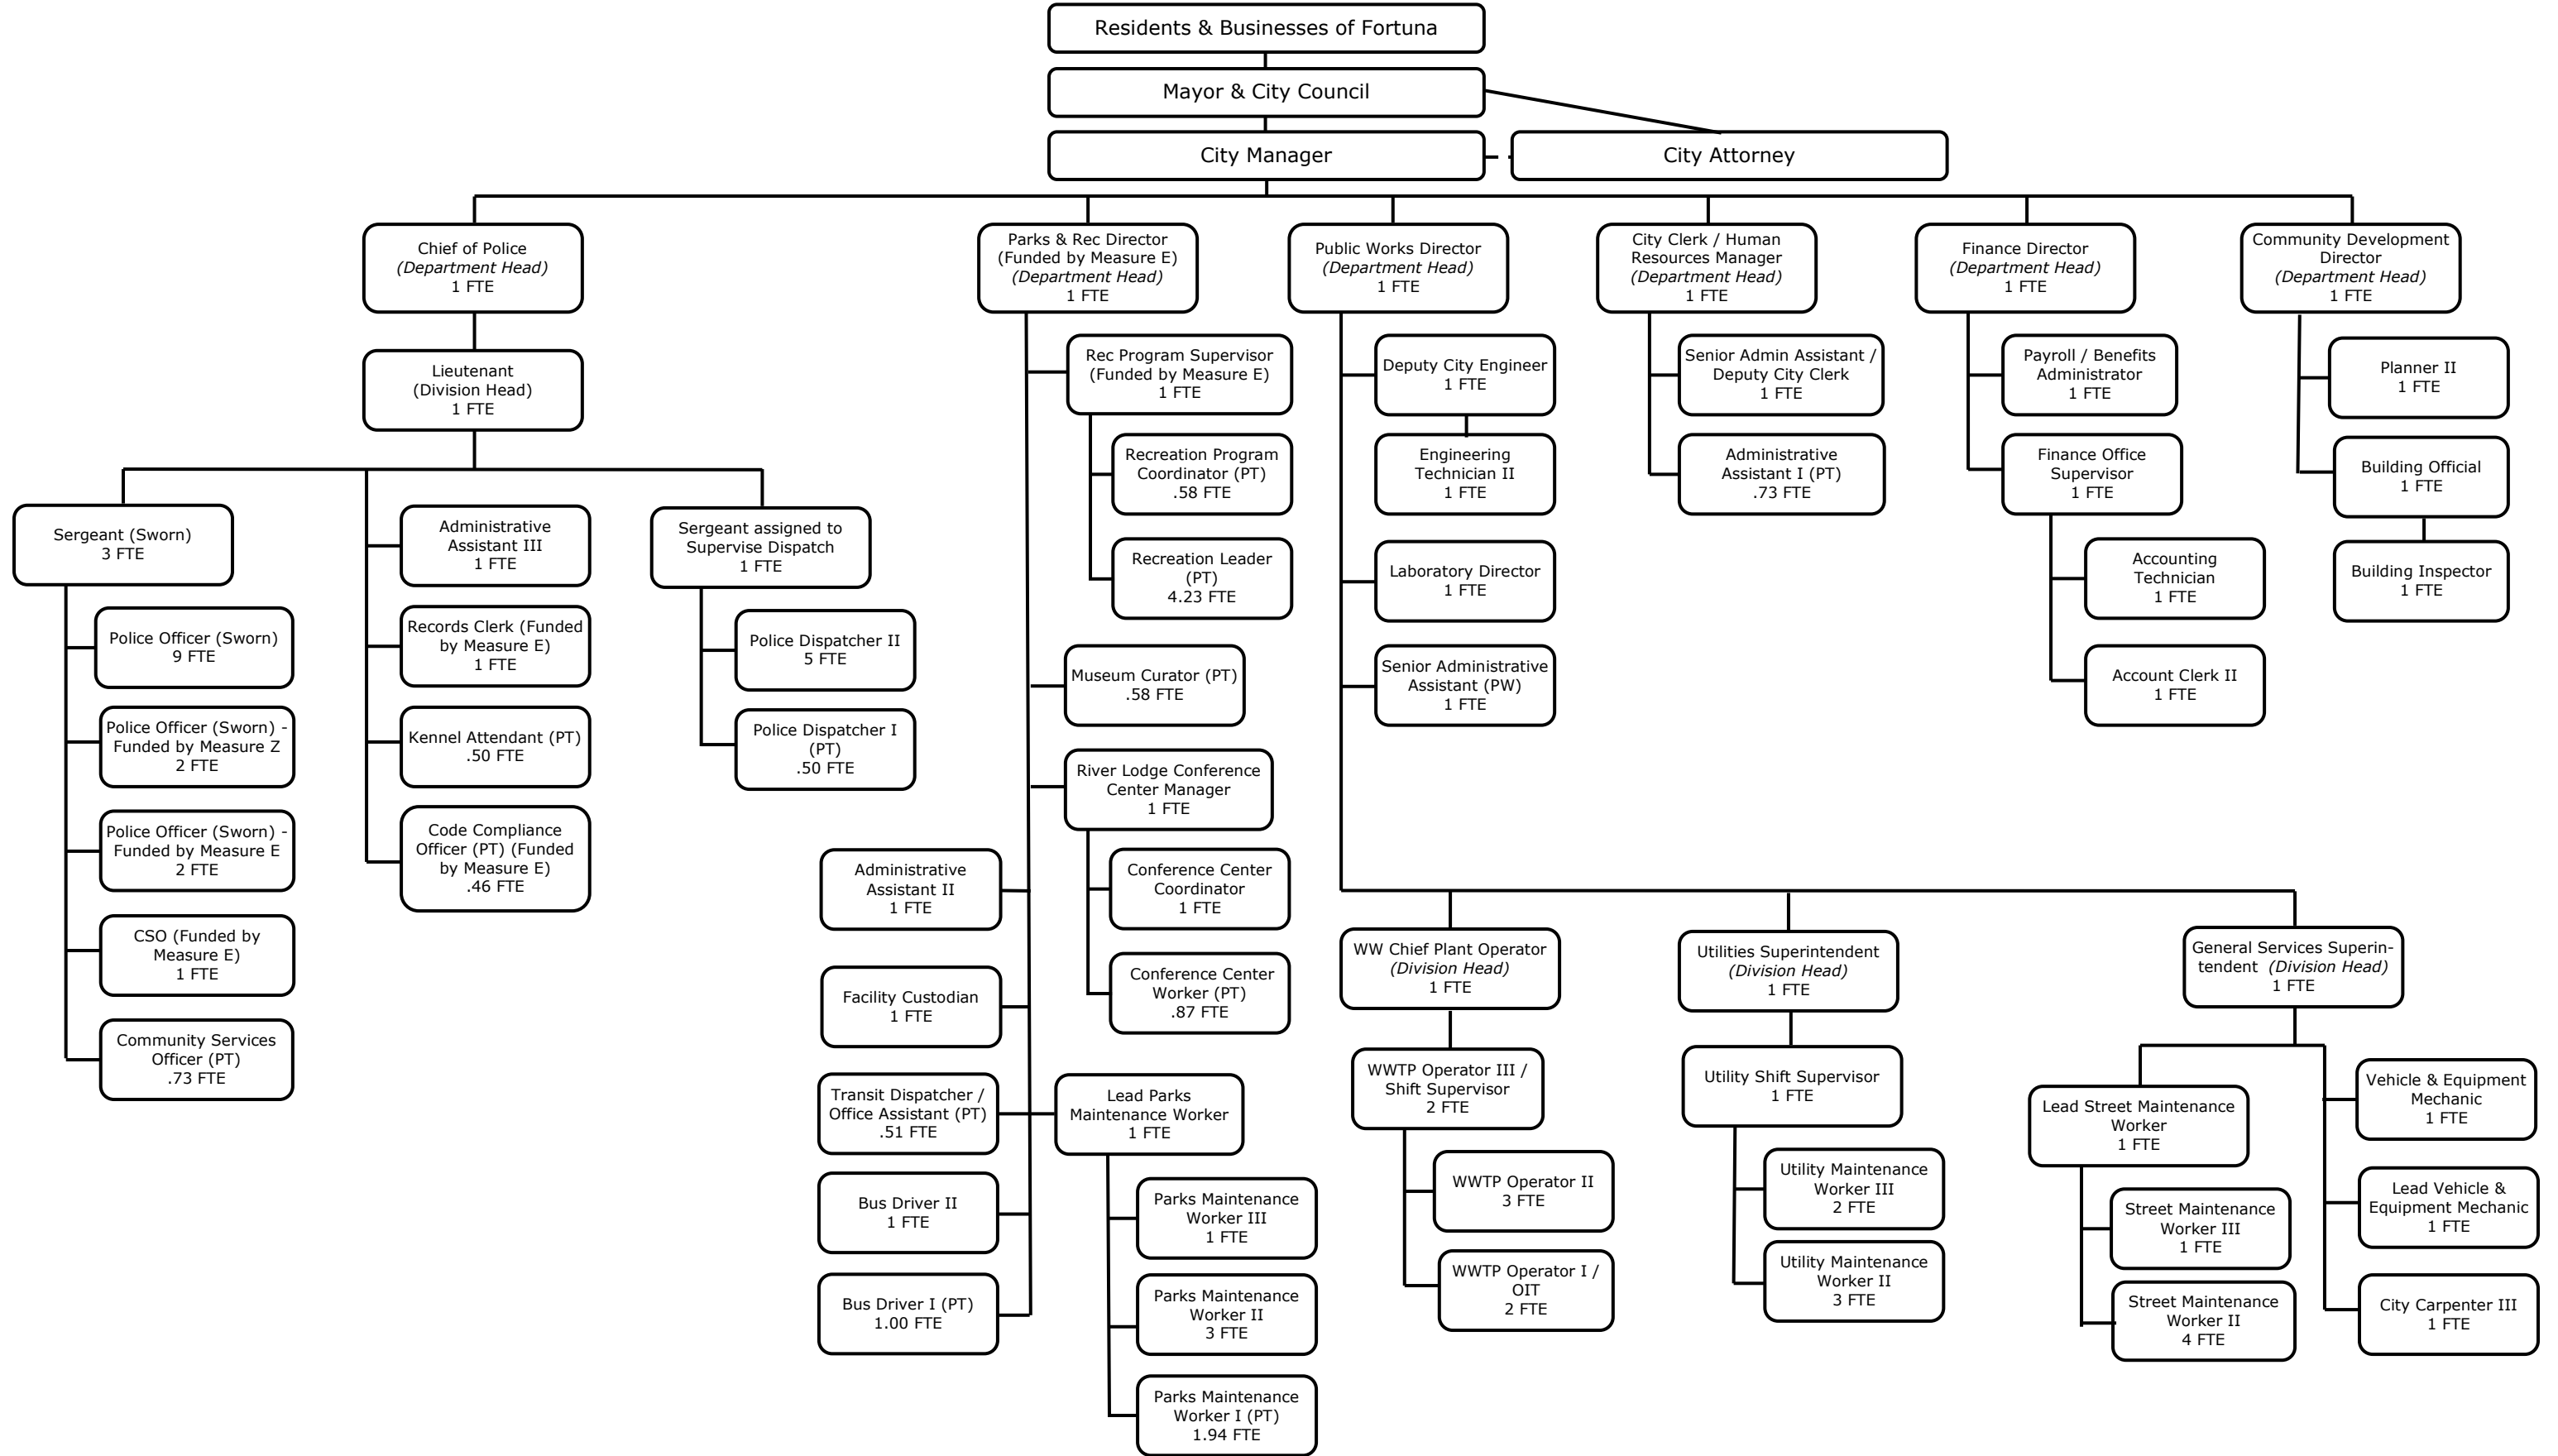 Residents & Businesses of Fortuna
Mayor & City Council
City Manager
City Attorney
Chief of Police
(Department Head)
1 FTE
Lieutenant
(Division Head)
1 FTE
Sergeant (Sworn)
3 FTE
Police Officer (Sworn)
9 FTE
Police Officer (Sworn) -
Funded by Measure Z
2 FTE
Police Officer (Sworn) -
Funded by Measure E
2 FTE
CSO (Funded by
Measure E)
1 FTE
Community Services
Officer (PT)
.73 FTE
Administrative
Assistant III
1 FTE
Records Clerk (Funded
by Measure E)
1 FTE
Kennel Attendant (PT)
.50 FTE
Code Compliance
Officer (PT) (Funded
by Measure E)
.46 FTE
Sergeant assigned to
Supervise Dispatch
1 FTE
Police Dispatcher II
5 FTE
Police Dispatcher I
(PT)
.50 FTE
Parks & Rec Director
(Funded by Measure E)
(Department Head)
1 FTE
Rec Program Supervisor
(Funded by Measure E)
1 FTE
Recreation Program
Coordinator (PT)
.58 FTE
Recreation Leader
(PT)
4.23 FTE
Museum Curator (PT)
.58 FTE
River Lodge Conference
Center Manager
1 FTE
Conference Center
Coordinator
1 FTE
Conference Center
Worker (PT)
.87 FTE
Administrative
Assistant II
1 FTE
Facility Custodian
1 FTE
Transit Dispatcher /
Office Assistant (PT)
.51 FTE
Bus Driver II
1 FTE
Bus Driver I (PT)
1.00 FTE
Lead Parks
Maintenance Worker
1 FTE
Parks Maintenance
Worker III
1 FTE
Parks Maintenance
Worker II
3 FTE
Parks Maintenance
Worker I (PT)
1.94 FTE
Public Works Director
(Department Head)
1 FTE
Deputy City Engineer
1 FTE
Engineering
Technician II
1 FTE
Laboratory Director
1 FTE
Senior Administrative
Assistant (PW)
1 FTE
WW Chief Plant Operator
(Division Head)
1 FTE
WWTP Operator III /
Shift Supervisor
2 FTE
WWTP Operator II
3 FTE
WWTP Operator I /
OIT
2 FTE
Utilities Superintendent
(Division Head)
1 FTE
Utility Shift Supervisor
1 FTE
Utility Maintenance
Worker III
2 FTE
Utility Maintenance
Worker II
3 FTE
General Services Superin-
tendent (Division Head)
1 FTE
Lead Street Maintenance
Worker
1 FTE
Street Maintenance
Worker III
1 FTE
Street Maintenance
Worker II
4 FTE
Vehicle & Equipment
Mechanic
1 FTE
Lead Vehicle &
Equipment Mechanic
1 FTE
City Carpenter III
1 FTE
City Clerk / Human
Resources Manager
(Department Head)
1 FTE
Senior Admin Assistant /
Deputy City Clerk
1 FTE
Administrative
Assistant I (PT)
.73 FTE
Finance Director
(Department Head)
1 FTE
Payroll / Benefits
Administrator
1 FTE
Finance Office
Supervisor
1 FTE
Accounting
Technician
1 FTE
Account Clerk II
1 FTE
Community Development
Director
(Department Head)
1 FTE
Planner II
1 FTE
Building Official
1 FTE
Building Inspector
1 FTE